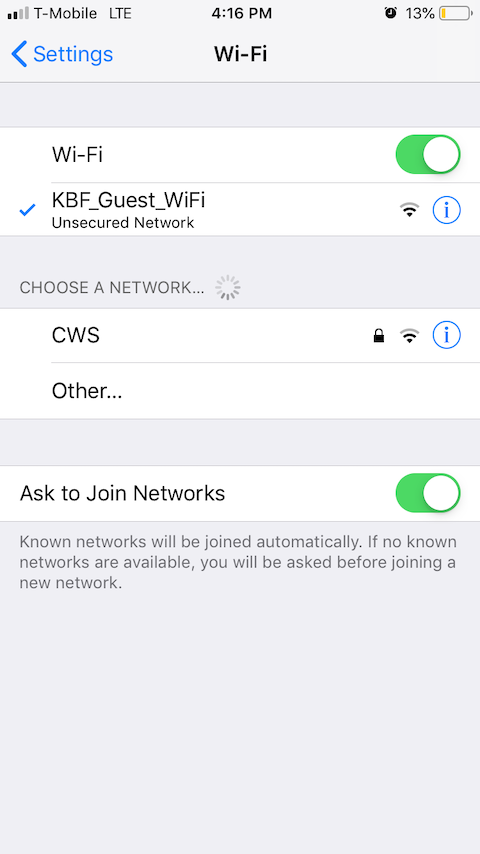 T-Mobile LTE 4:16 PM 13%
Settings Wi-Fi
Wi-Fi
KBF_Guest_WiFi
Unsecured Network
CHOOSE A NETWORK...
CWS
Other...
Ask to Join Networks
Known networks will be joined automatically. If no known
networks are available, you will be asked before joining a
new network.